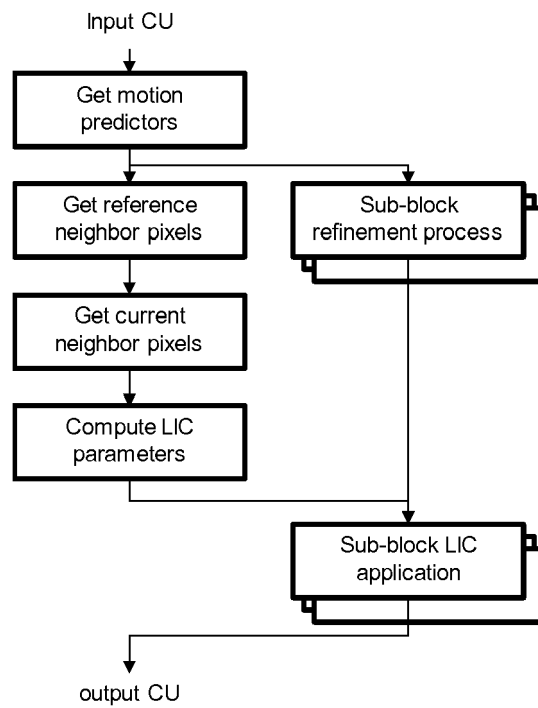 Input CU
Get motion
predictors
Get reference
neighbor pixels
Sub-block
refinement process
Get current
neighbor pixels
Compute LIC
parameters
Sub-block LIC
application
output CU